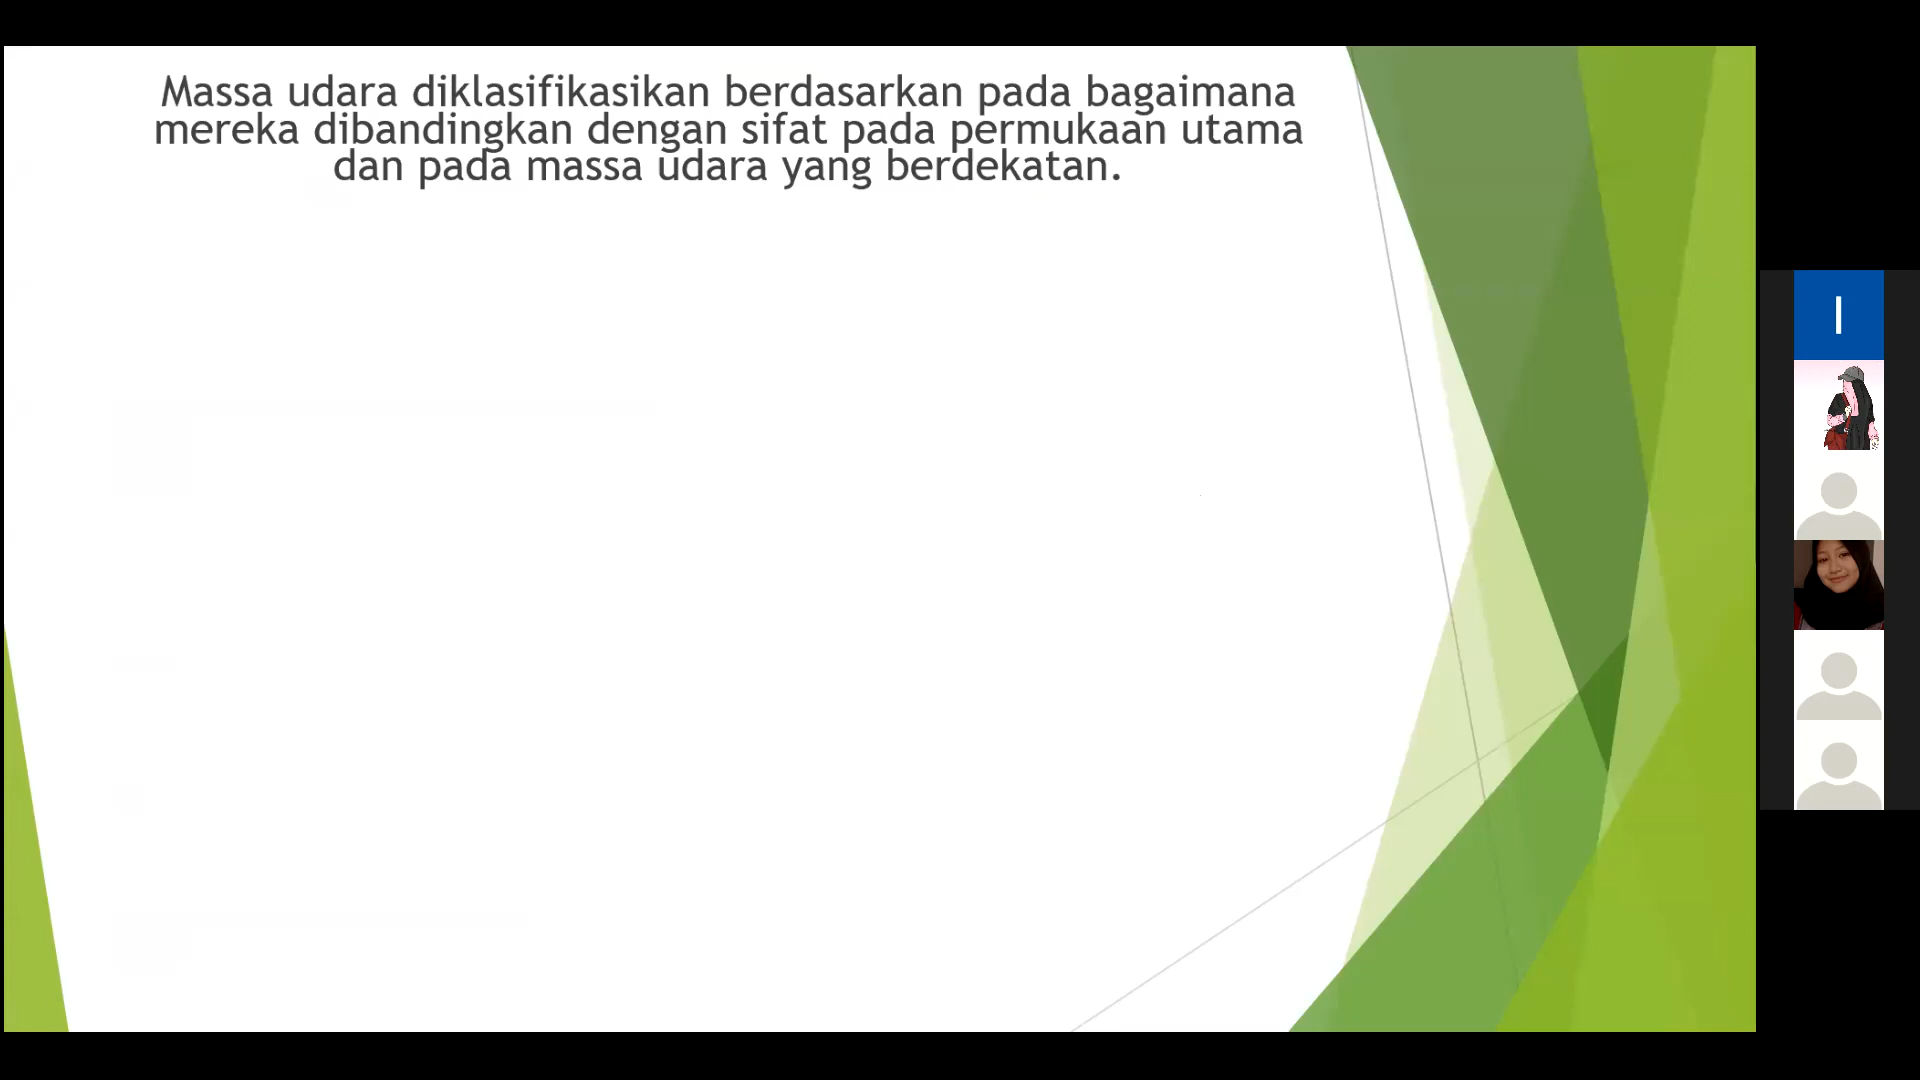 Massa udara diklasifikasikan berdasarkan pada bagaimana
mereka dibandingkan dengan sifat pada permukaan utama
dan pada massa udara yang berdekatan.
I